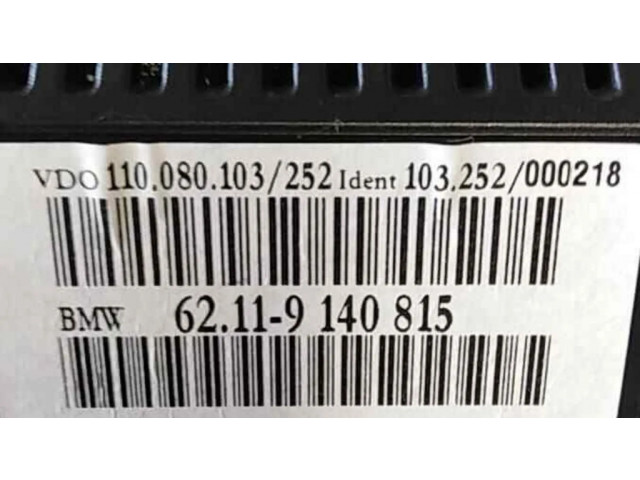 VDO 110.080.103/252 Ident 103.252/000218
BMW 62.11-9 140 815